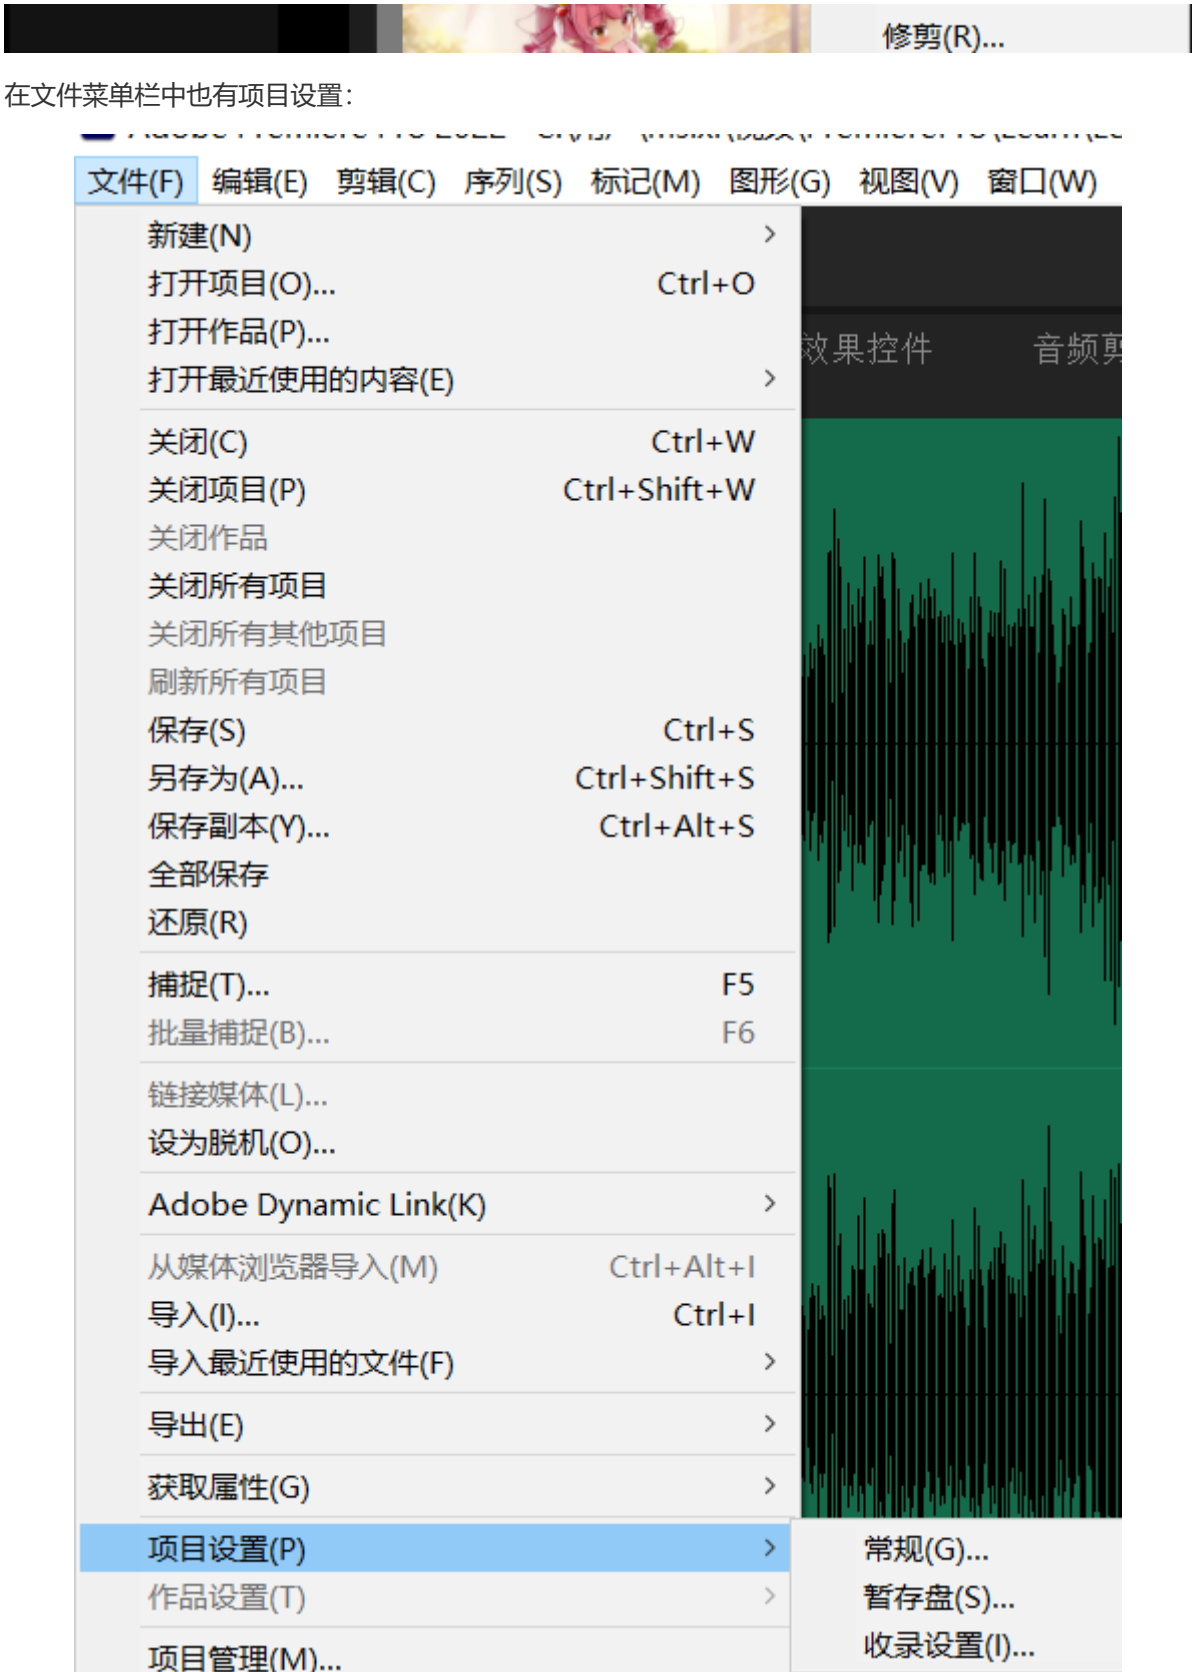 修剪(R)...
在文件菜单栏中也有项目设置：
文件(F) 编辑(E) 剪辑(C) 序列(S) 标记(M) 图形(G) 视图(V) 窗口(W)
新建(N)
打开项目(O)... Ctrl+O
打开作品(P)...
打开最近使用的内容(E)
效果控件 音频剪
关闭(C) Ctrl+W
关闭项目(P) Ctrl+Shift+W
关闭作品
关闭所有项目
关闭所有其他项目
刷新所有项目
保存(S) Ctrl+S
另存为(A)... Ctrl+Shift+S
保存副本(Y)... Ctrl+Alt+S
全部保存
还原(R)
捕捉(T)... F5
批量捕捉(B)... F6
链接媒体(L)...
设为脱机(O)...
Adobe Dynamic Link(K)
从媒体浏览器导入(M) Ctrl+Alt+I
导入(I)... Ctrl+I
导入最近使用的文件(F)
导出(E)
获取属性(G)
项目设置(P) 常规(G)...
作品设置(T) 暂存盘(S)...
收录设置(I)...
项目管理(M)...